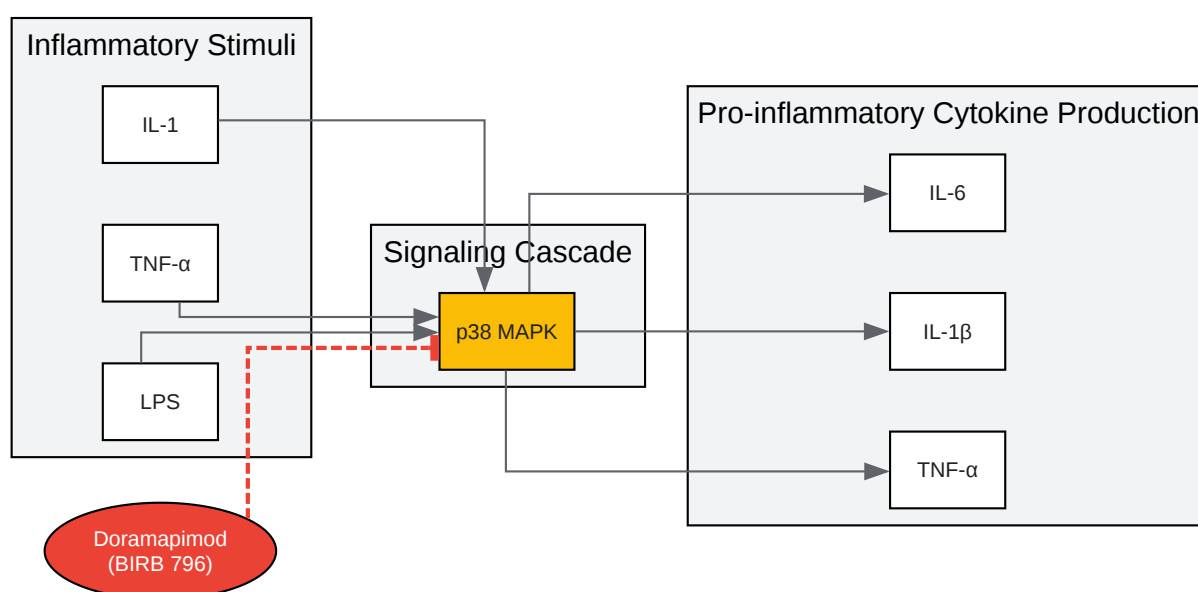 Inflammatory Stimuli
IL-1
TNF-α
LPS
Doramapimod
(BIRB 796)
Signaling Cascade
p38 MAPK
Pro-inflammatory Cytokine Production
IL-6
IL-1β
TNF-α